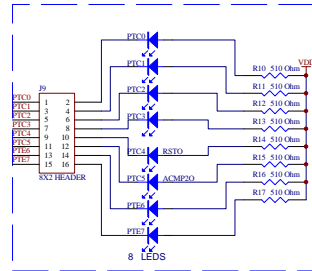 PTC0
R10 510 Ohm
VDD
PTC1
R11 510 Ohm
J9
PTC2
R12 510 Ohm
PTC0 1 2
PTC1 3 4
PTC2 5 6
PTC3 7 8
PTC4 9 10
PTC5 11 12
PTE6 13 14
PTE7 15 16
8X2 HEADER
PTC3
R13 510 Ohm
R14 510 Ohm
PTC4 RSTO
R15 510 Ohm
PTC5 ACMP2O
R16 510 Ohm
PTE6
R17 510 Ohm
PTE7
8 LEDS